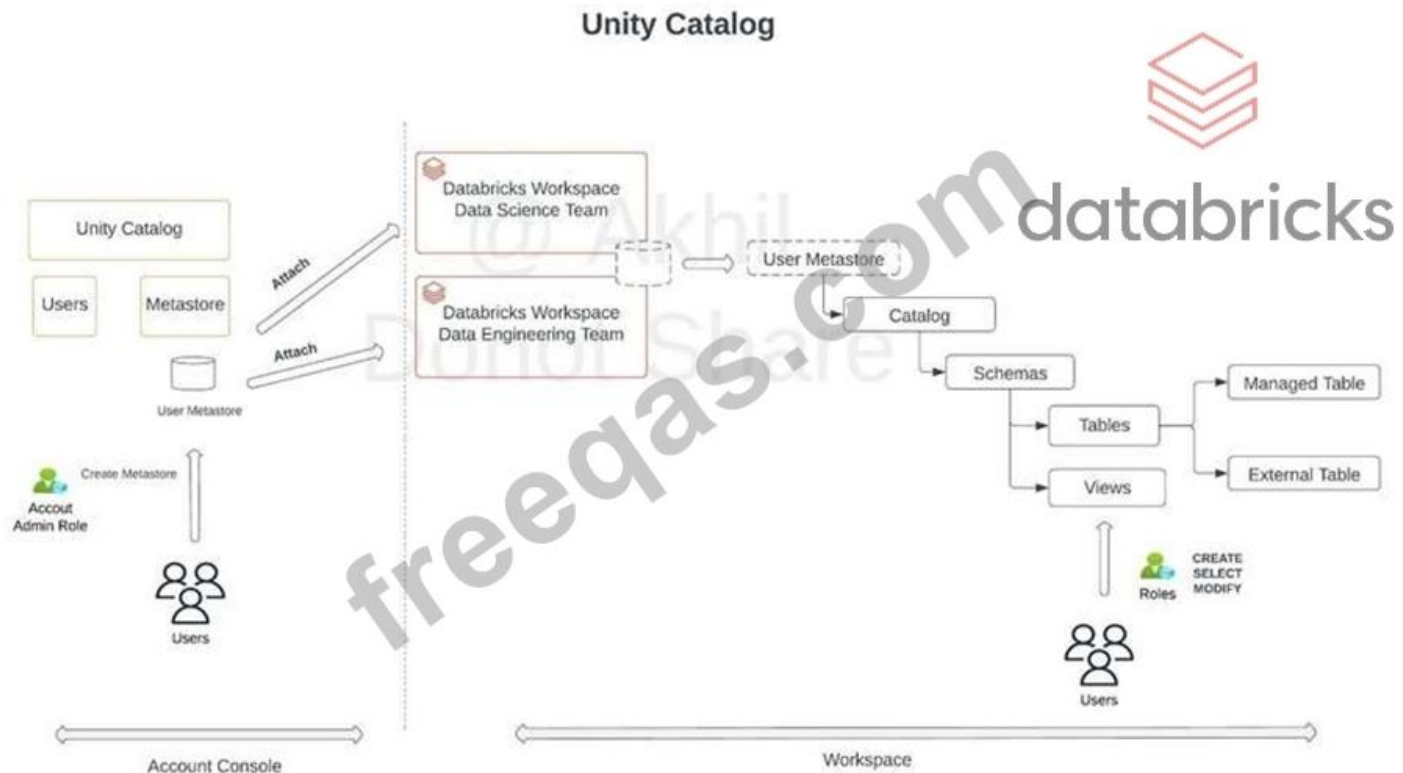 Unity Catalog
databricks
Unity Catalog
Users
Metastore
User Metastore
Attach
Attach
Create Metastore
Accout
Admin Role
Users
Account Console
Databricks Workspace
Data Science Team
Databricks Workspace
Data Engineering Team
User Metastore
Catalog
Schemas
Tables
Views
Managed Table
External Table
Roles
CREATE
SELECT
MODIFY
Users
Workspace
@ Akhil
Donot Share
freeqas.com